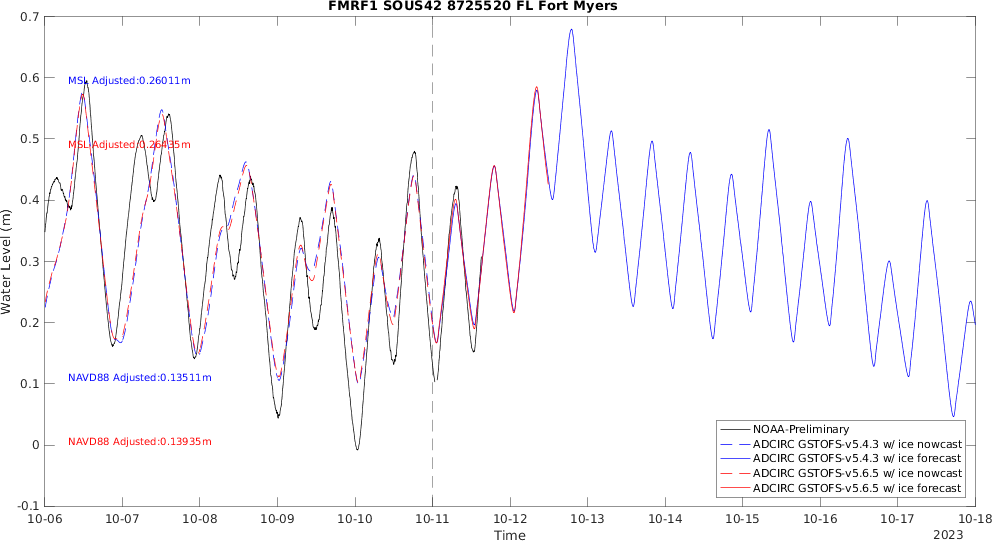 FMRF1 SOUS42 8725520 FL Fort Myers
Water Level (m)
0.7
0.6
0.5
0.4
0.3
0.2
0.1
0
-0.1
MSL Adjusted:0.26011m
MSL Adjusted:0.26435m
NAVD88 Adjusted:0.13511m
NAVD88 Adjusted:0.13935m
NOAA-Preliminary
ADCIRC GSTOFS-v5.4.3 w/ ice nowcast
ADCIRC GSTOFS-v5.4.3 w/ ice forecast
ADCIRC GSTOFS-v5.6.5 w/ ice nowcast
ADCIRC GSTOFS-v5.6.5 w/ ice forecast
10-06 10-07 10-08 10-09 10-10 10-11 10-12 10-13 10-14 10-15 10-16 10-17 10-18
Time
2023